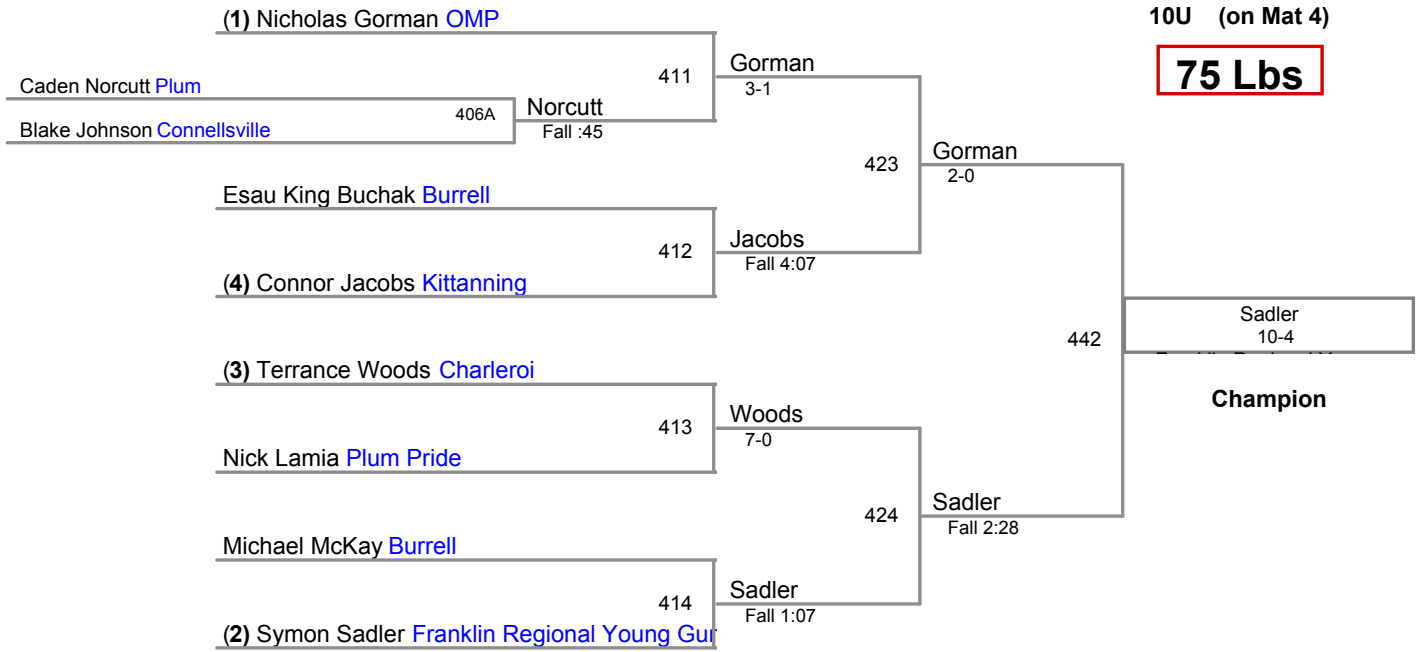 (1) Nicholas Gorman OMP
10U (on Mat 4)
75 Lbs
411
Gorman
3-1
Caden Norcutt Plum
406A
Norcutt
Fall :45
Blake Johnson Connellsville
423
Gorman
2-0
Esau King Buchak Burrell
412
Jacobs
Fall 4:07
(4) Connor Jacobs Kittanning
442
Sadler
10-4
Champion
(3) Terrance Woods Charleroi
413
Woods
7-0
Nick Lamia Plum Pride
424
Sadler
Fall 2:28
Michael McKay Burrell
414
Sadler
Fall 1:07
(2) Symon Sadler Franklin Regional Young